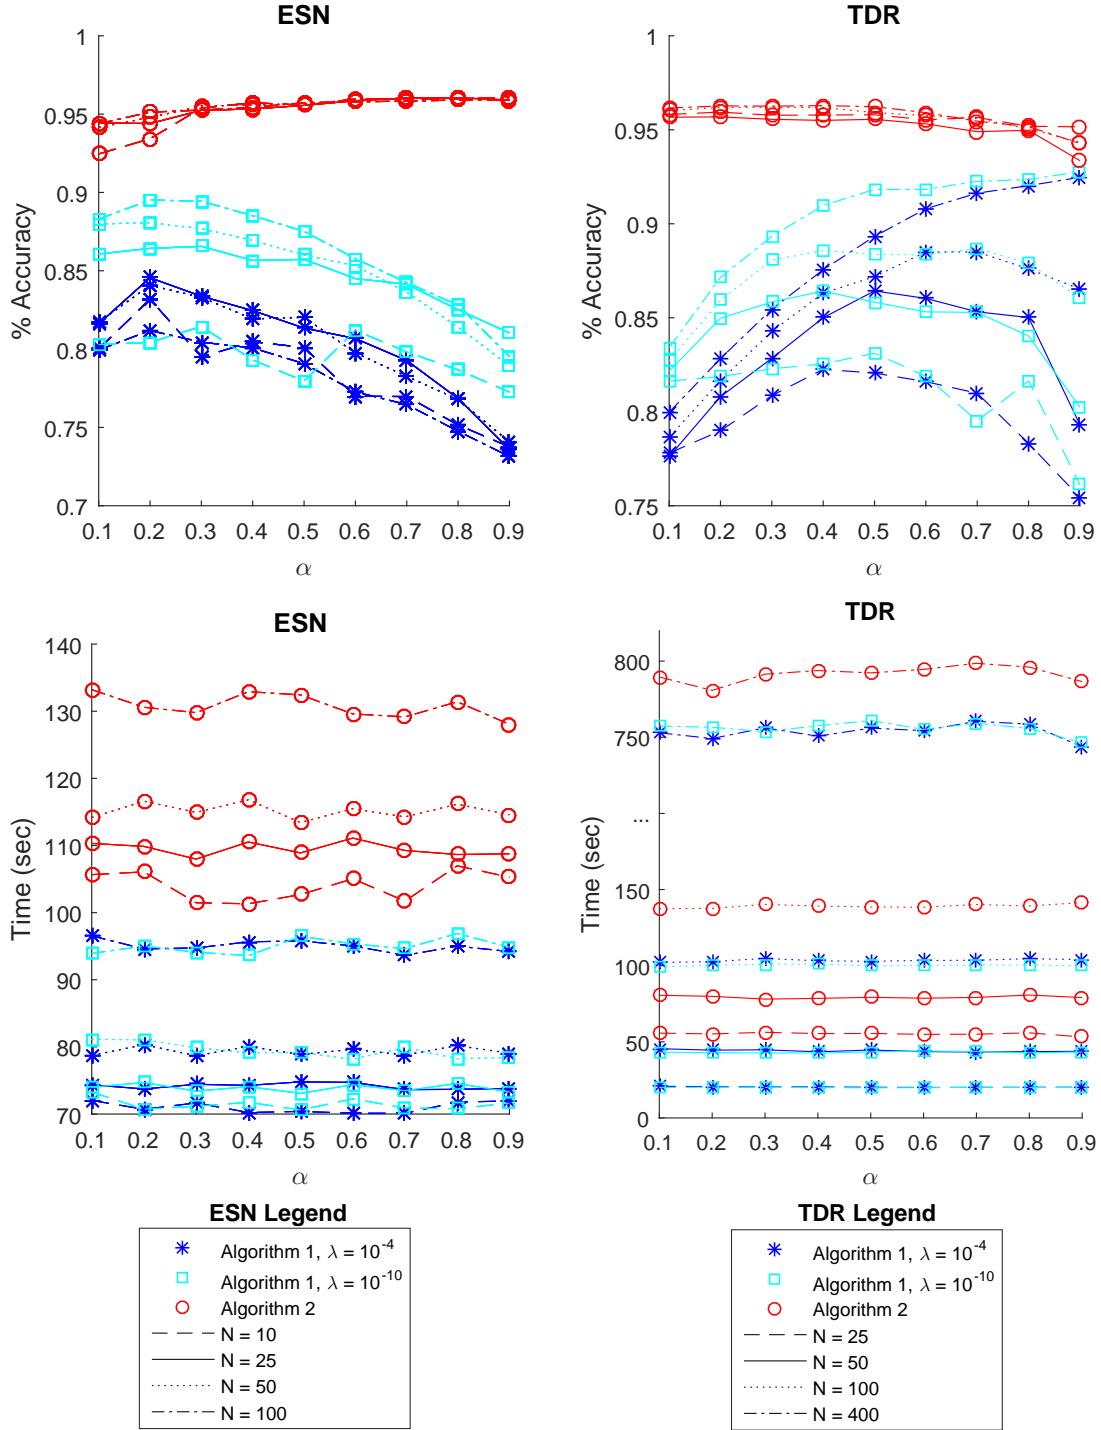 ESN
1
0.95
0.9
0.85
0.8
0.75
0.7
% Accuracy
0.1 0.2 0.3 0.4 0.5 0.6 0.7 0.8 0.9
α
TDR
1
0.95
0.9
0.85
0.8
0.75
% Accuracy
0.1 0.2 0.3 0.4 0.5 0.6 0.7 0.8 0.9
α
ESN
140
130
120
110
100
90
80
70
Time (sec)
0.1 0.2 0.3 0.4 0.5 0.6 0.7 0.8 0.9
α
TDR
800
750
...
150
100
50
0
Time (sec)
0.1 0.2 0.3 0.4 0.5 0.6 0.7 0.8 0.9
α
ESN Legend
Algorithm 1, λ = 10^-4
Algorithm 1, λ = 10^-10
Algorithm 2
N = 10
N = 25
N = 50
N = 100
TDR Legend
Algorithm 1, λ = 10^-4
Algorithm 1, λ = 10^-10
Algorithm 2
N = 25
N = 50
N = 100
N = 400